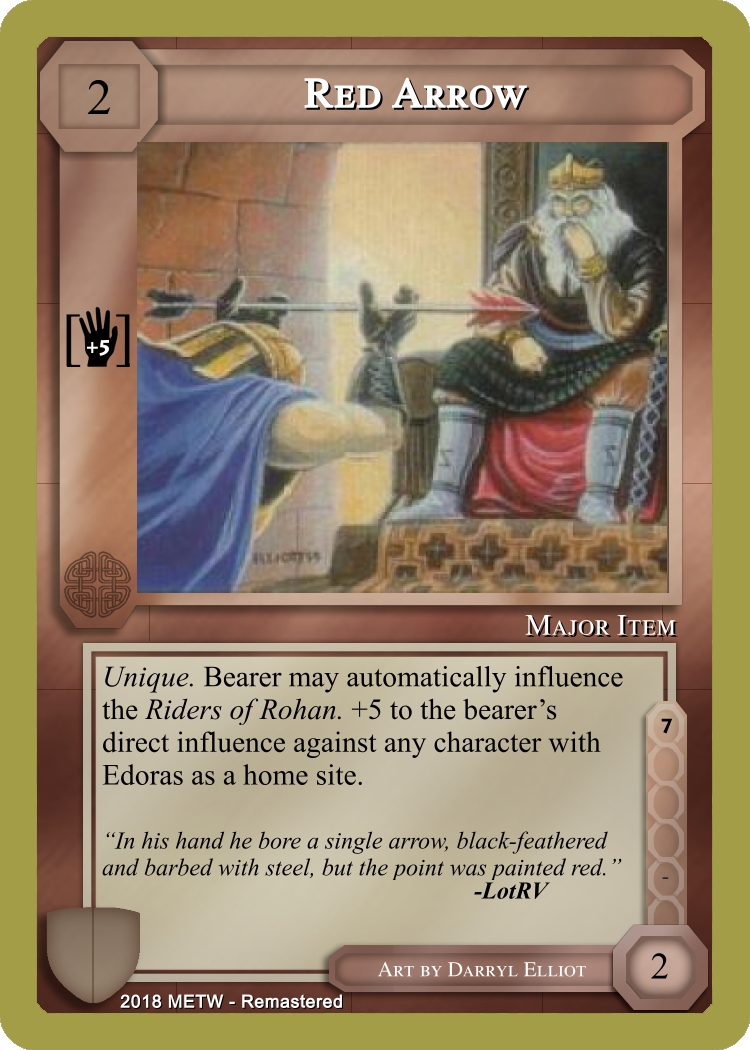 2
Red Arrow
[+5]
Major Item
Unique. Bearer may automatically influence
the Riders of Rohan. +5 to the bearer's
direct influence against any character with
Edoras as a home site.
7
“In his hand he bore a single arrow, black-feathered
and barbed with steel, but the point was painted red.”
-LotRV
-
Art by Darryl Elliot
2
2018 METW - Remastered